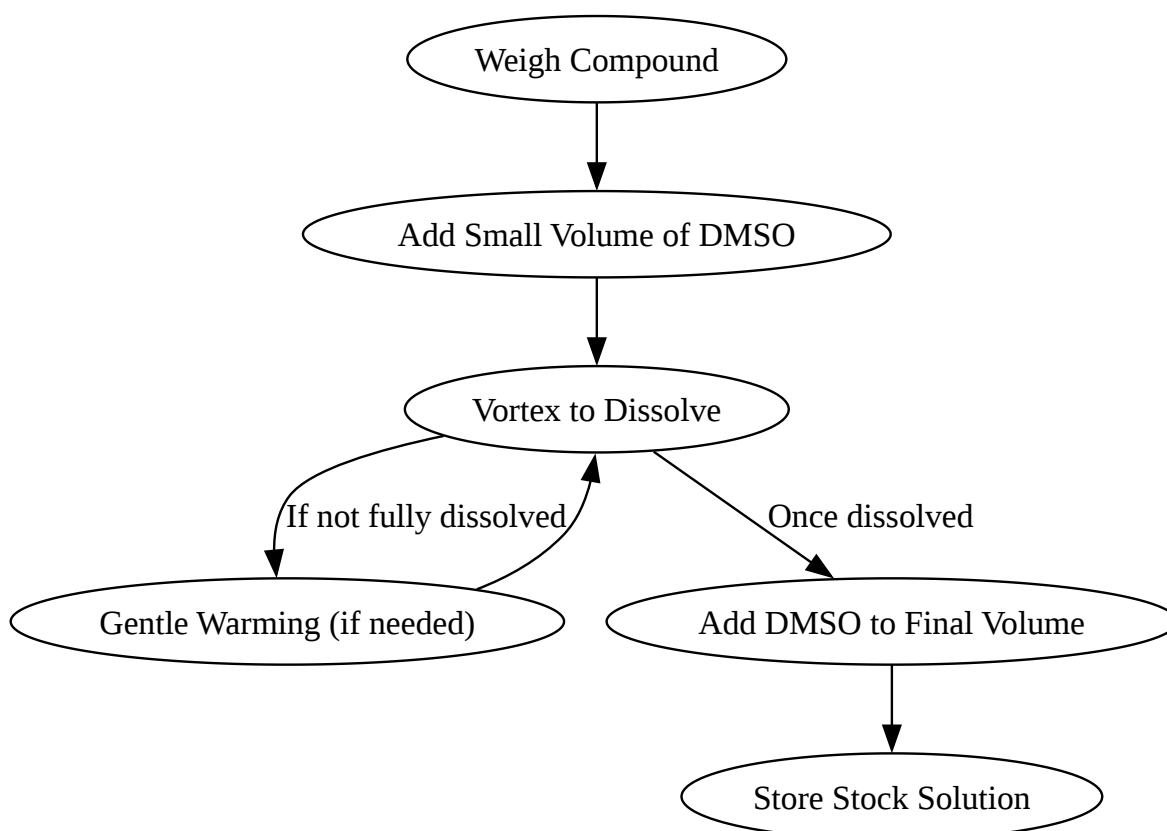 Weigh Compound
Add Small Volume of DMSO
Vortex to Dissolve
If not fully dissolved
Once dissolved
Gentle Warming (if needed)
Add DMSO to Final Volume
Store Stock Solution